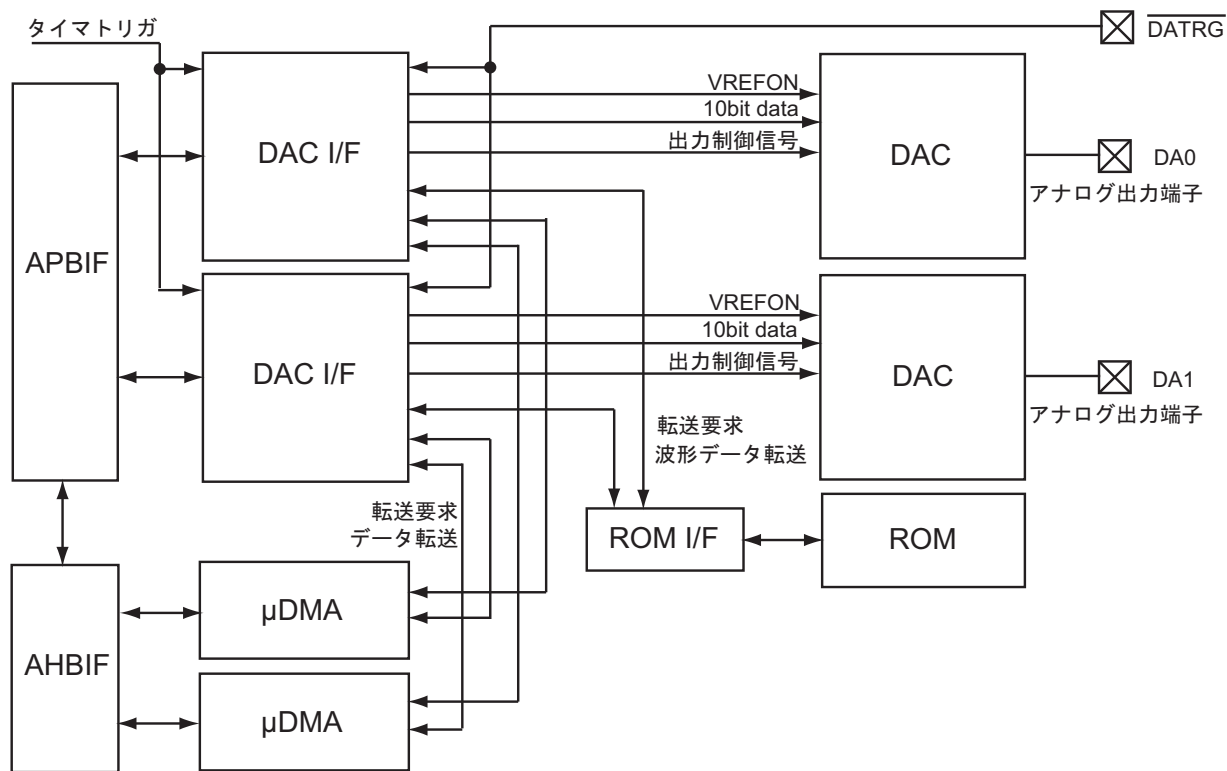 タイマトリガ
DATRG
VREFON
10bit data
出力制御信号
DAC I/F
DAC
DA0
アナログ出力端子
APBIF
VREFON
10bit data
出力制御信号
DAC I/F
DAC
DA1
アナログ出力端子
転送要求
波形データ転送
転送要求
データ転送
ROM I/F
ROM
µDMA
AHBIF
µDMA